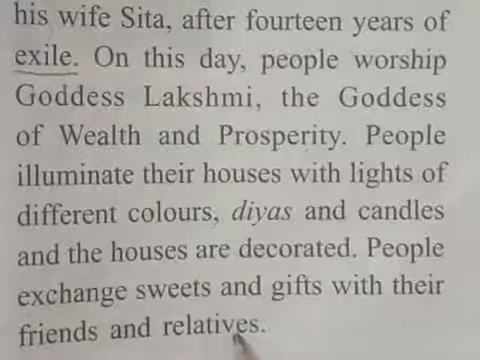 his wife Sita, after fourteen years of
exile. On this day, people worship
Goddess Lakshmi, the Goddess
of Wealth and Prosperity. People
illuminate their houses with lights of
different colours, diyas and candles
and the houses are decorated. People
exchange sweets and gifts with their
friends and relatives.